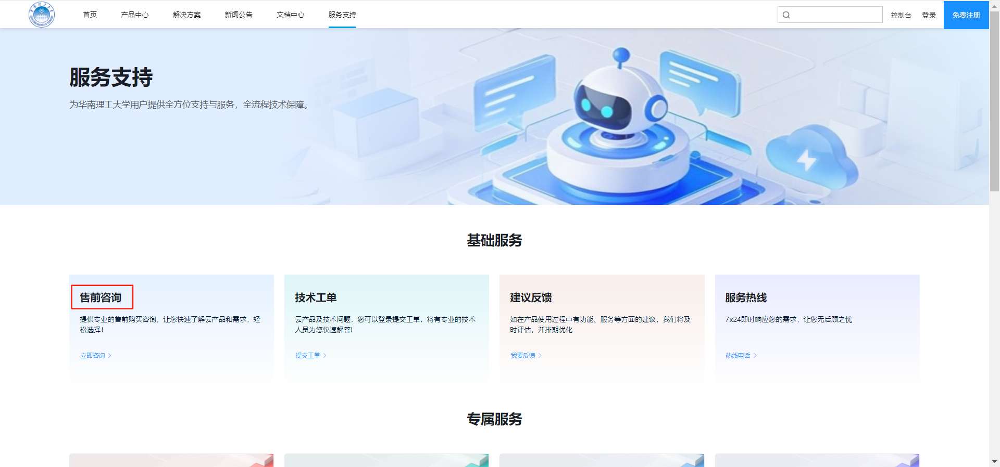 首页
产品中心
解决方案
新闻公告
文档中心
服务支持
控制台
登录
免费注册
服务支持
为华南理工大学用户提供全方位支持与服务，全流程技术保障。
基础服务
售前咨询
提供专业的售前购买咨询，让您快速了解云产品和需求，轻
松选择！
立即咨询
技术工单
云产品及技术问题，您可以登录提交工单，将有专业的技术
人员为您快速解答!
提交工单
建议反馈
如在产品使用过程中有功能、服务等方面的建议，我们将及
时评估，并排期优化
我要反馈
服务热线
7x24即时响应您的需求，让您无后顾之忧
热线电话
专属服务